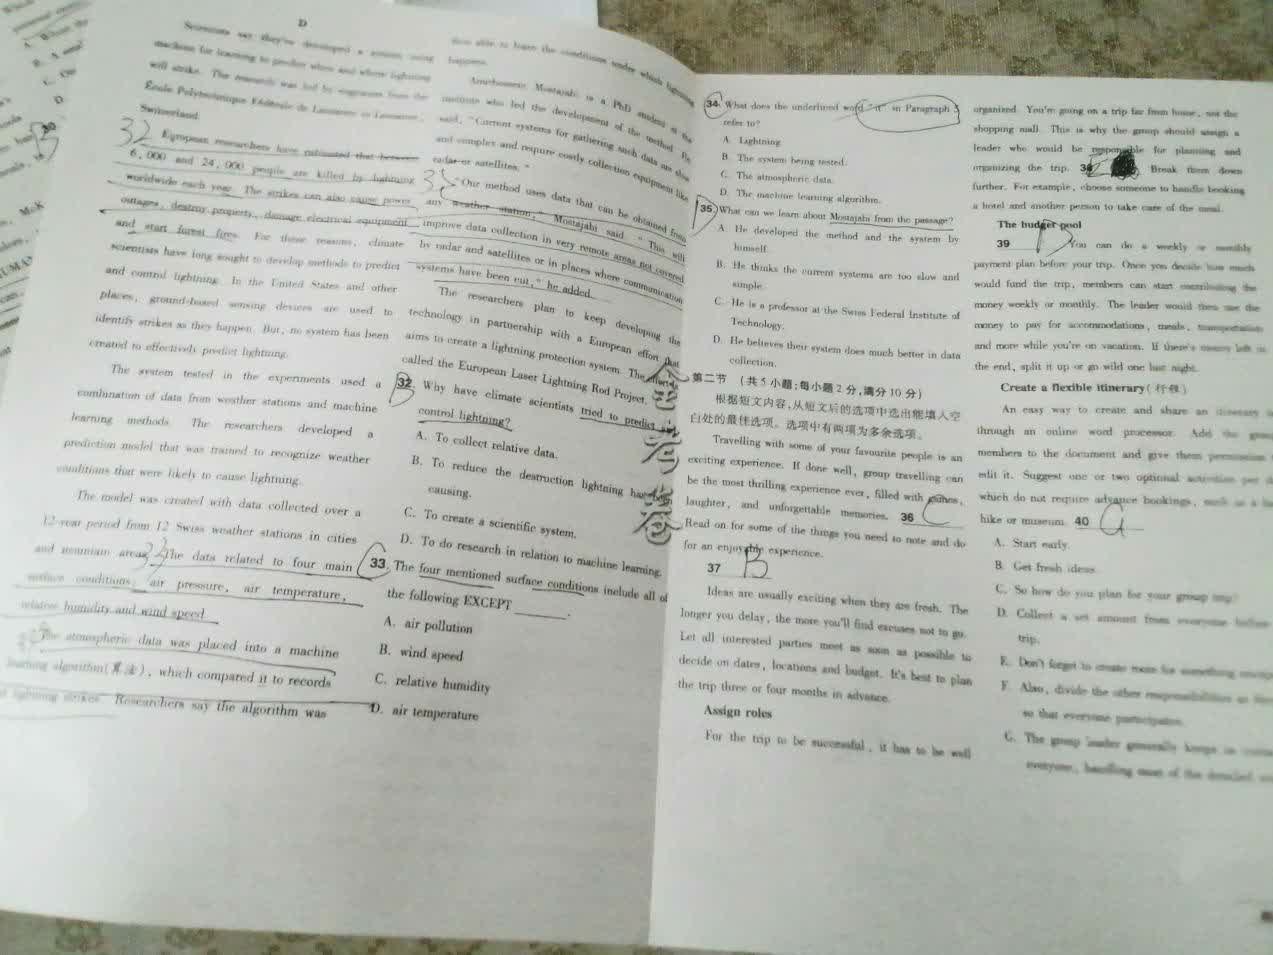 D
Scientists say they've developed a system using
machine for learning to predict when and where lightning
will strike. The research was led by engineers from the
École Polytechnique Fédérale de Lausanne in Lausanne,
Switzerland.
32 European researchers have estimated that between
6,000 and 24,000 people are killed by lightning
worldwide each year. The strikes can also cause power
outages, destroy property, damage electrical equipment
and start forest fires. For these reasons, climate
scientists have long sought to develop methods to predict
and control lightning. In the United States and other
places, ground-based sensing devices are used to
identify strikes as they happen. But, no system has been
created to effectively predict lightning.
The system tested in the experiments used a
combination of data from weather stations and machine
learning methods. The researchers developed a
prediction model that was trained to recognize weather
conditions that were likely to cause lightning.
The model was created with data collected over a
12-year period from 12 Swiss weather stations in cities
and mountain areas. 33 The data related to four main
surface conditions: air pressure, air temperature,
relative humidity and wind speed.
The atmospheric data was placed into a machine
learning algorithm(算法), which compared it to records
lightning strikes. Researchers say the algorithm was
then able to learn the conditions under which lightning
happens.
Amirhossein Mostajabi is a PhD student at the
institute who led the development of the method. He
said, "Current systems for gathering such data are slow
and complex and require costly collection equipment like
radar or satellites."
35 "Our method uses data that can be obtained from
any weather station," Mostajabi said. "This will
improve data collection in very remote areas not covered
by radar and satellites or in places where communication
systems have been cut," he added.
The researchers plan to keep developing the
technology in partnership with a European effort that
aims to create a lightning protection system. The effort is
called the European Laser Lightning Rod Project.
32. B Why have climate scientists tried to predict
control lightning?
A. To collect relative data.
B. To reduce the destruction lightning has been
causing.
C. To create a scientific system.
D. To do research in relation to machine learning.
33. The four mentioned surface conditions include all of
the following EXCEPT ______.
A. air pollution
B. wind speed
C. relative humidity
D. air temperature
34. What does the underlined word "it" in Paragraph 5
refer to?
A. Lightning
B. The system being tested.
C. The atmospheric data.
D. The machine learning algorithm.
35. What can we learn about Mostajabi from the passage?
A. He developed the method and the system by
himself.
B. He thinks the current systems are too slow and
simple.
C. He is a professor at the Swiss Federal Institute of
Technology.
D. He believes their system does much better in data
collection.
第二节 (共5小题;每小题2分,满分10分)
根据短文内容,从短文后的选项中选出能填入空
白处的最佳选项。选项中有两项为多余选项。
Travelling with some of your favourite people is an
exciting experience. If done well, group travelling can
be the most thrilling experience ever, filled with games,
laughter, and unforgettable memories. 36 C
Read on for some of the things you need to note and do
for an enjoyable experience.
37 B
Ideas are usually exciting when they are fresh. The
longer you delay, the more you'll find excuses not to go.
Let all interested parties meet as soon as possible to
decide on dates, locations and budget. It's best to plan
the trip three or four months in advance.
Assign roles
For the trip to be successful, it has to be well
organized. You're going on a trip far from home, not the
shopping mall. This is why the group should assign a
leader who would be responsible for planning and
organizing the trip. 38 Break them down
further. For example, choose someone to handle booking
a hotel and another person to take care of the meal.
The budget pool
39 D You can do a weekly or monthly
payment plan before your trip. Once you decide how much
would fund the trip, members can start contributing the
money weekly or monthly. The leader would then use the
money to pay for accommodations, meals, transportation
and more while you're on vacation. If there's money left in
the end, split it up or go wild one last night.
Create a flexible itinerary(行程)
An easy way to create and share an itinerary is
through an online word processor. Add the group
members to the document and give them permission
edit it. Suggest one or two optional activities per
which do not require advance bookings, such as a
hike or museum. 40 G
A. Start early.
B. Get fresh ideas.
C. So how do you plan for your group trip?
D. Collect a set amount from everyone before
trip.
E. Don't forget to create room for something
F. Also, divide the other responsibilities
so that everyone participates.
G. The group leader generally keeps in
everyone, handling most of the detailed
金考卷